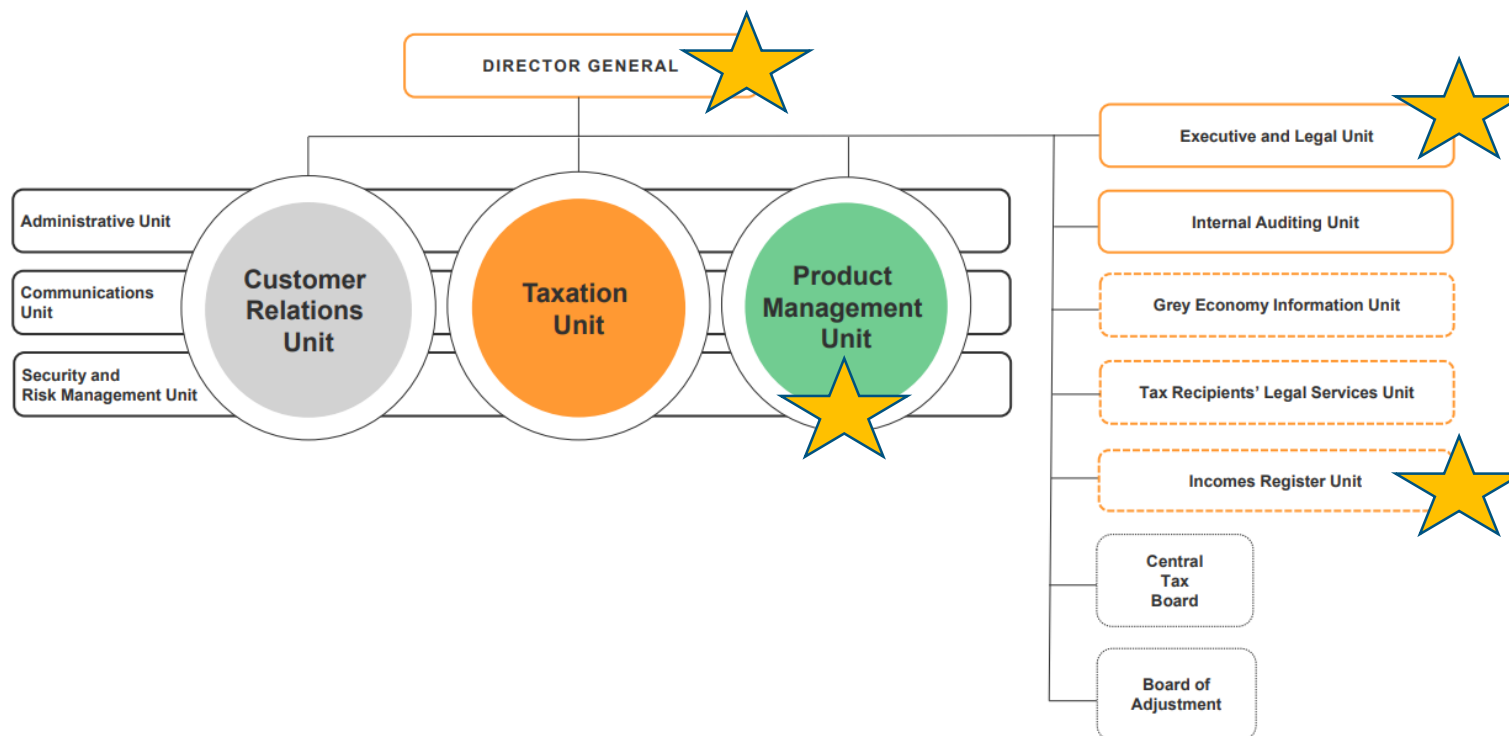 DIRECTOR GENERAL
Executive and Legal Unit
Administrative Unit
Internal Auditing Unit
Customer
Relations
Unit
Taxation
Unit
Product
Management
Unit
Communications
Unit
Grey Economy Information Unit
Security and
Risk Management Unit
Tax Recipients' Legal Services Unit
Incomes Register Unit
Central
Tax
Board
Board of
Adjustment